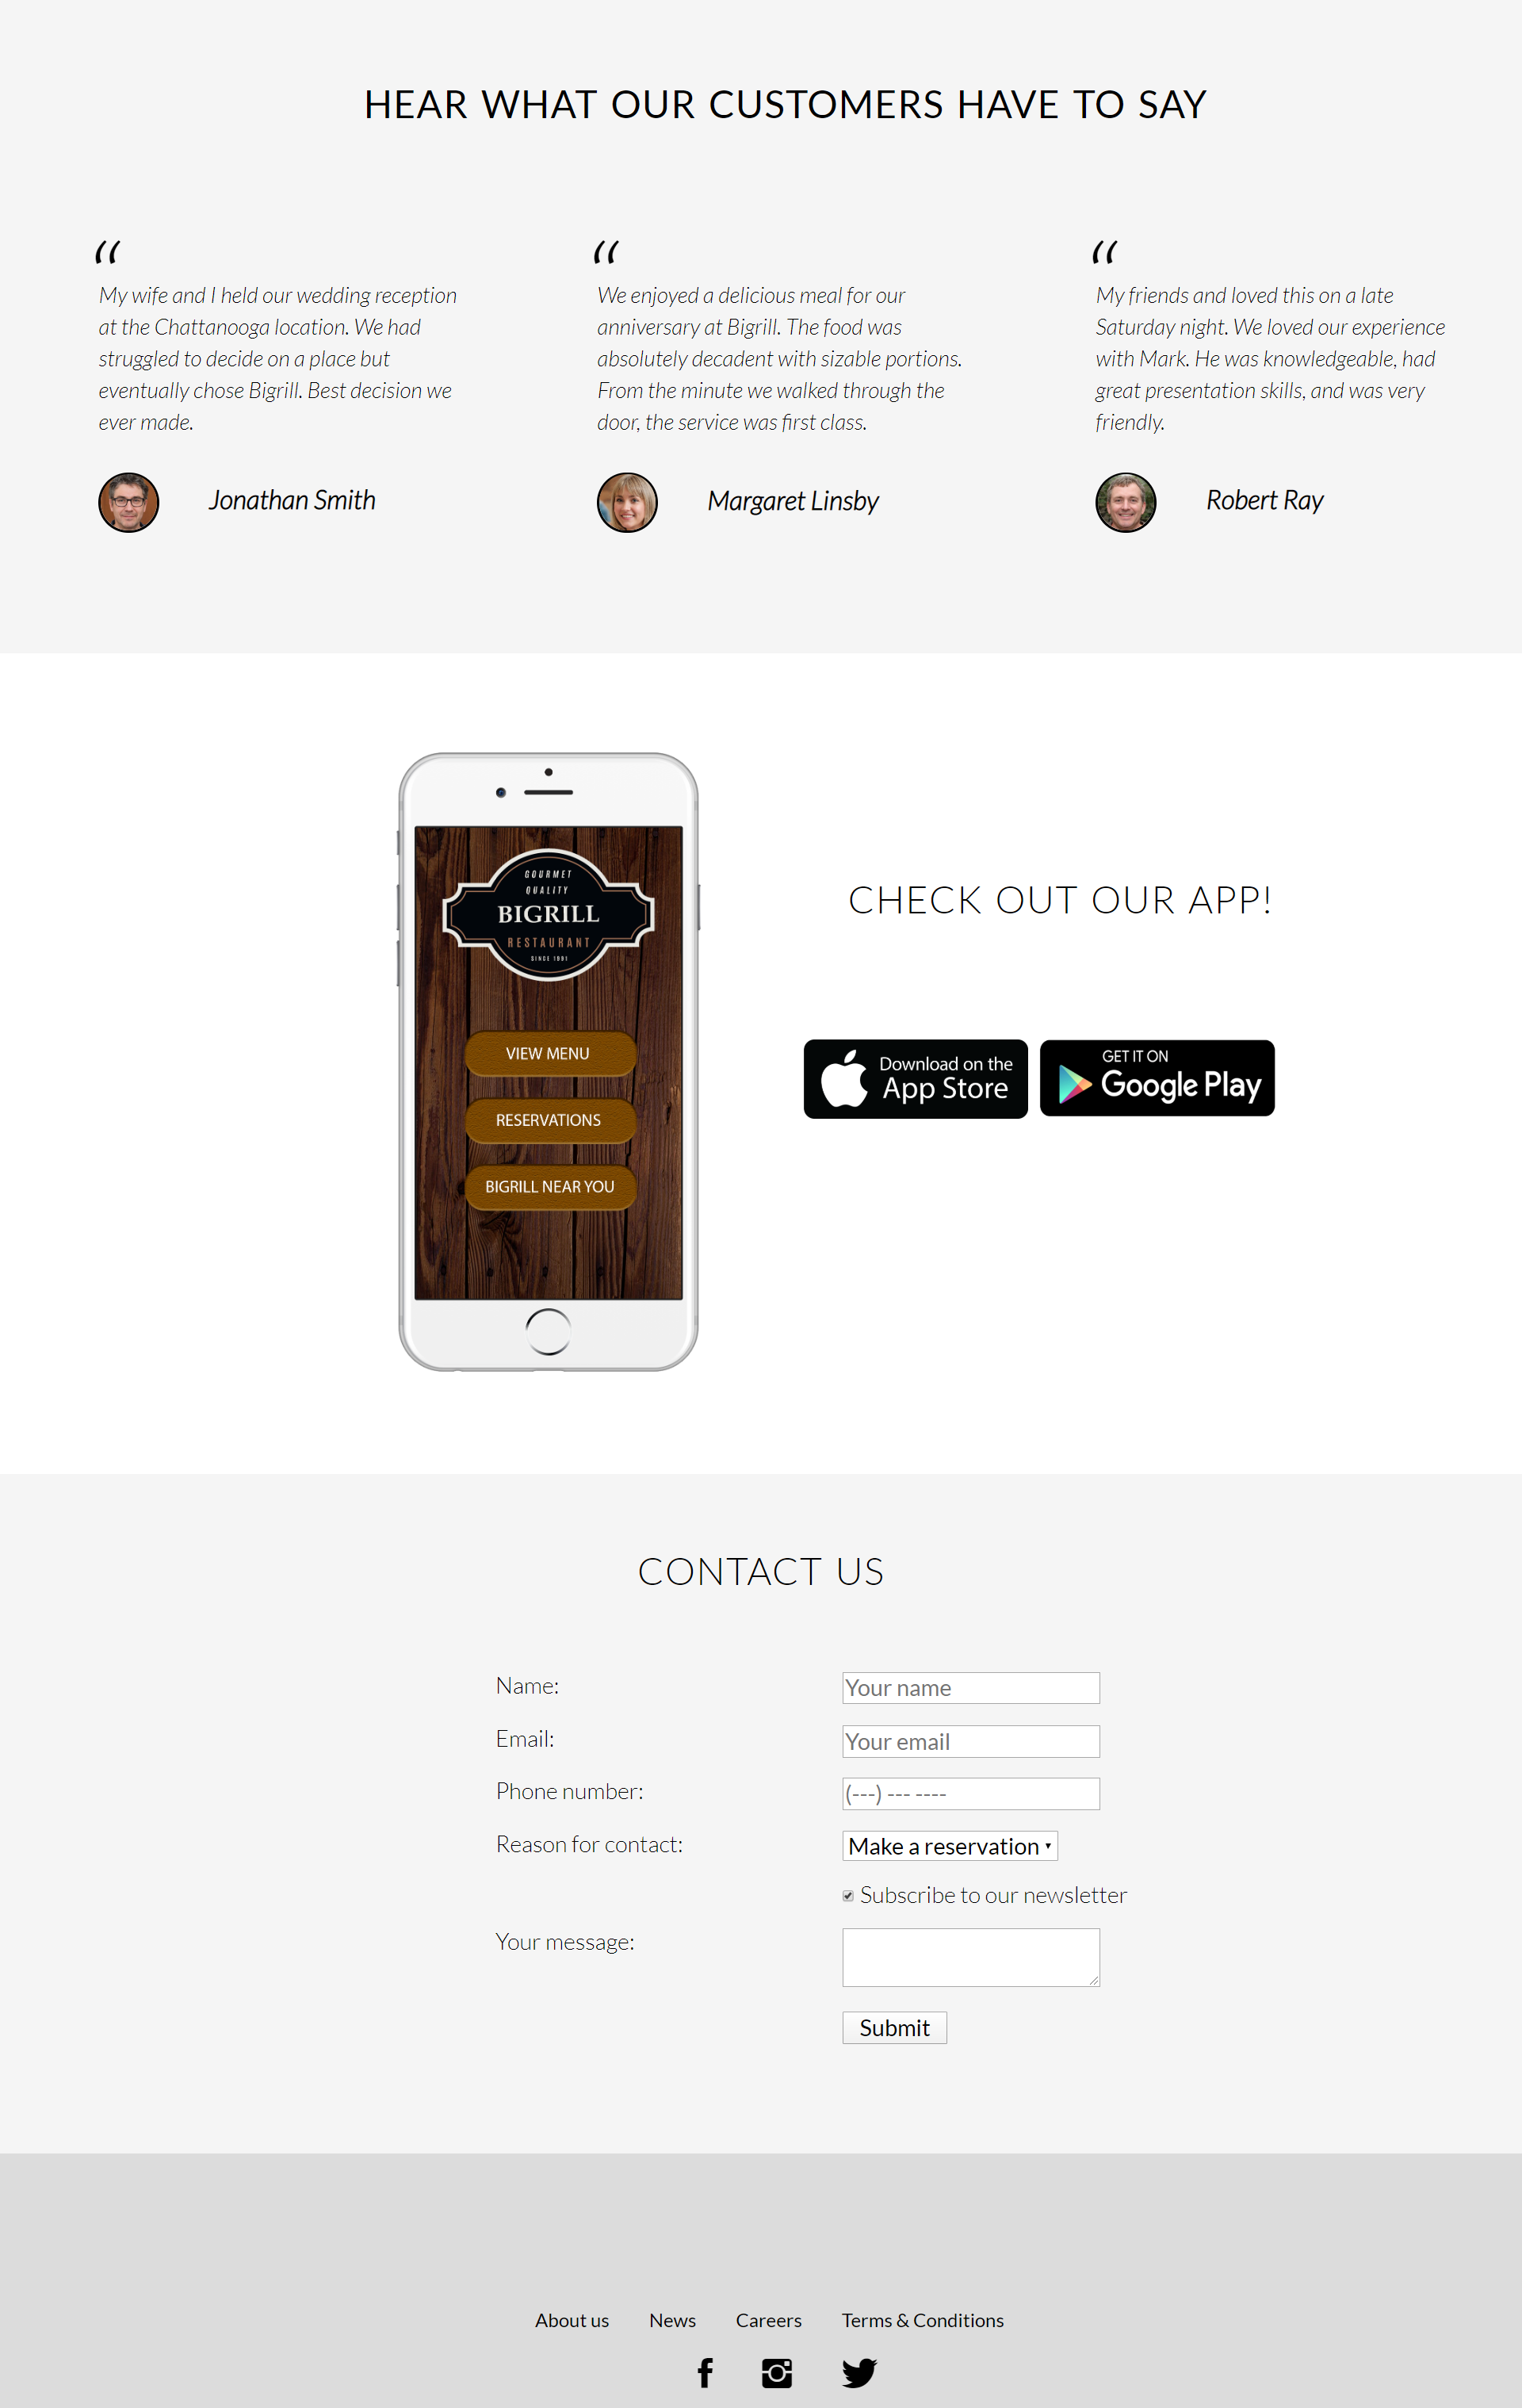 HEAR WHAT OUR CUSTOMERS HAVE TO SAY
“
My wife and I held our wedding reception
at the Chattanooga location. We had
struggled to decide on a place but
eventually chose Bigrill. Best decision we
ever made.
Jonathan Smith
“
We enjoyed a delicious meal for our
anniversary at Bigrill. The food was
absolutely decadent with sizable portions.
From the minute we walked through the
door, the service was first class.
Margaret Linsby
“
My friends and loved this on a late
Saturday night. We loved our experience
with Mark. He was knowledgeable, had
great presentation skills, and was very
friendly.
Robert Ray
GOURMET
QUALITY
BIGRILL
RESTAURANT
SINCE 1991
VIEW MENU
RESERVATIONS
BIGRILL NEAR YOU
CHECK OUT OUR APP!
Download on the
App Store
GET IT ON
Google Play
CONTACT US
Name:
Your name
Email:
Your email
Phone number:
(---) --- ----
Reason for contact:
Make a reservation
Subscribe to our newsletter
Your message:
Submit
About us News Careers Terms & Conditions